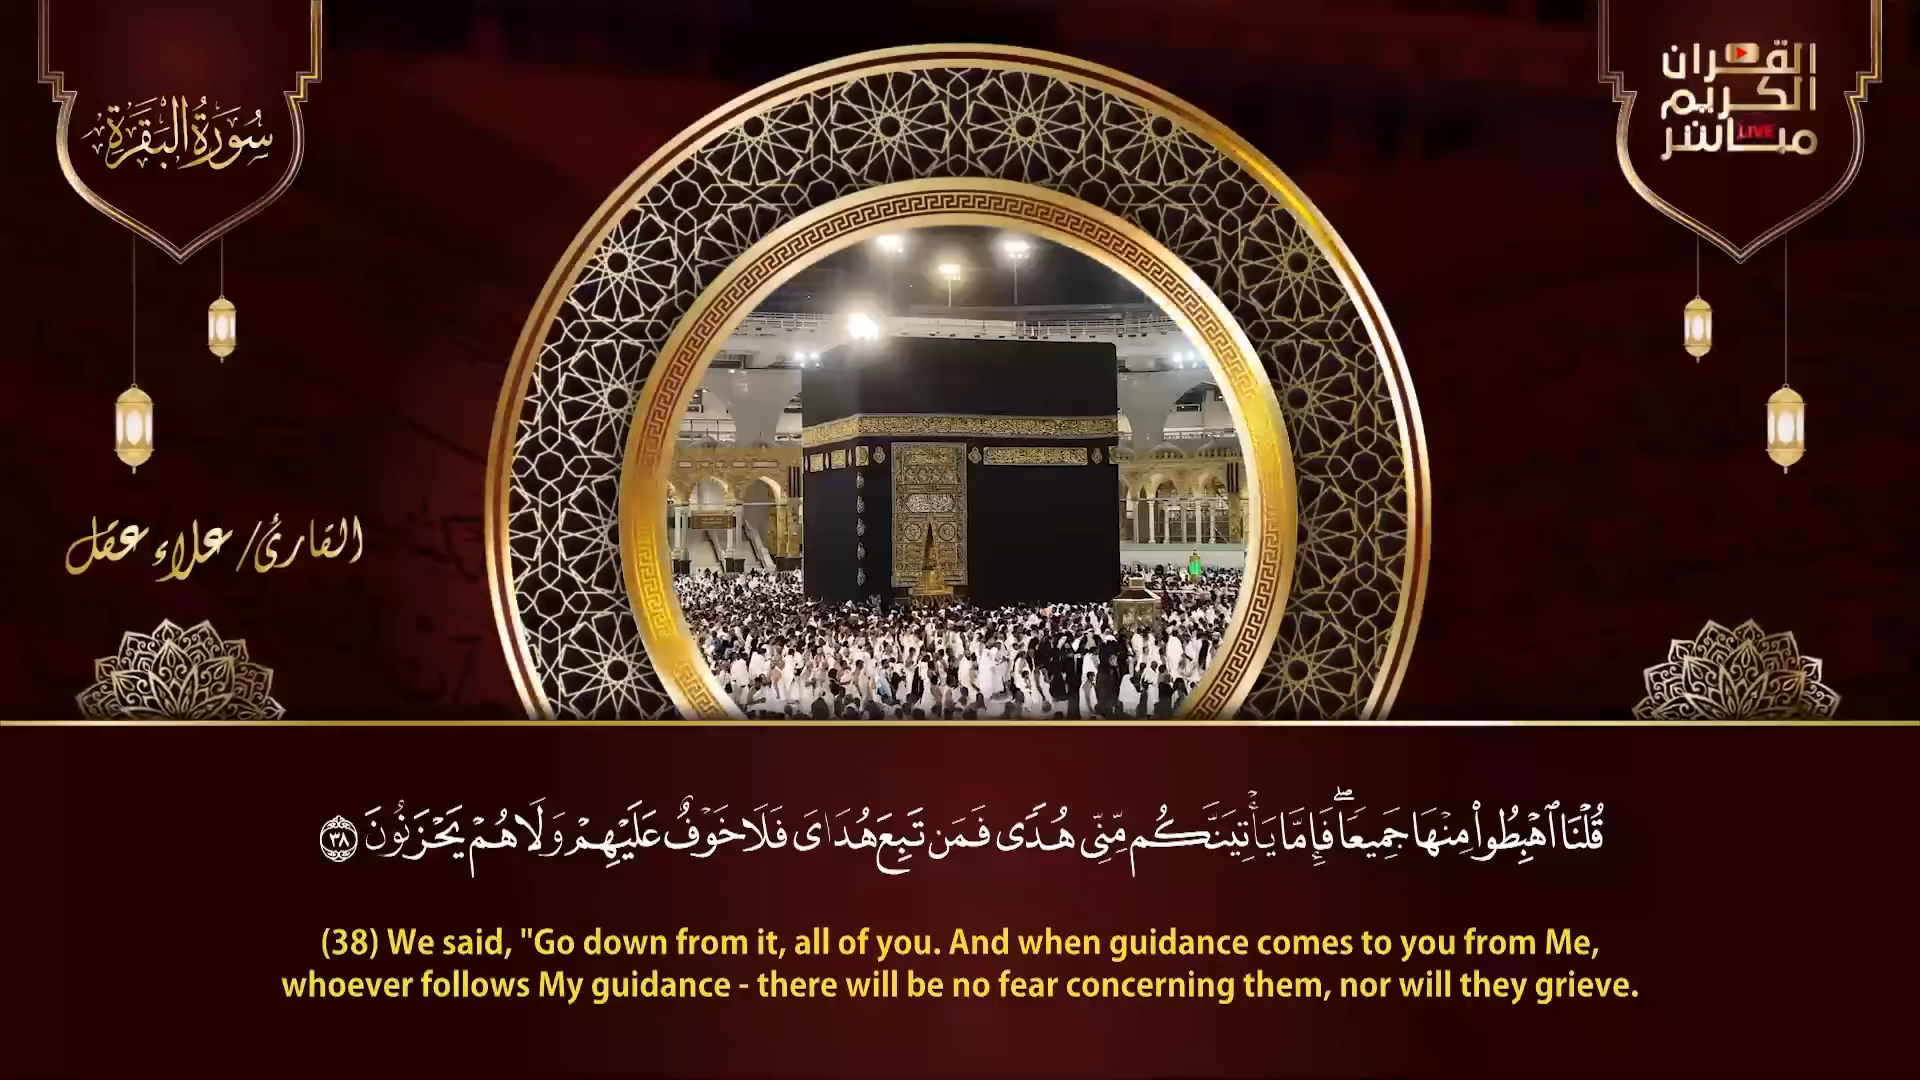 سُورَةُ البَقَرَةِ
القران
الكريم
مباشر
LIVE
القارئ/ علاء عقل
قُلْنَا ٱهْبِطُوا۟ مِنْهَا جَمِيعًۭا ۖ فَإِمَّا يَأْتِيَنَّكُم مِّنِّى هُدًۭى فَمَن تَبِعَ هُدَاىَ فَلَا خَوْفٌ عَلَيْهِمْ وَلَا هُمْ يَحْزَنُونَ ٣٨
(38) We said, "Go down from it, all of you. And when guidance comes to you from Me,
whoever follows My guidance - there will be no fear concerning them, nor will they grieve.